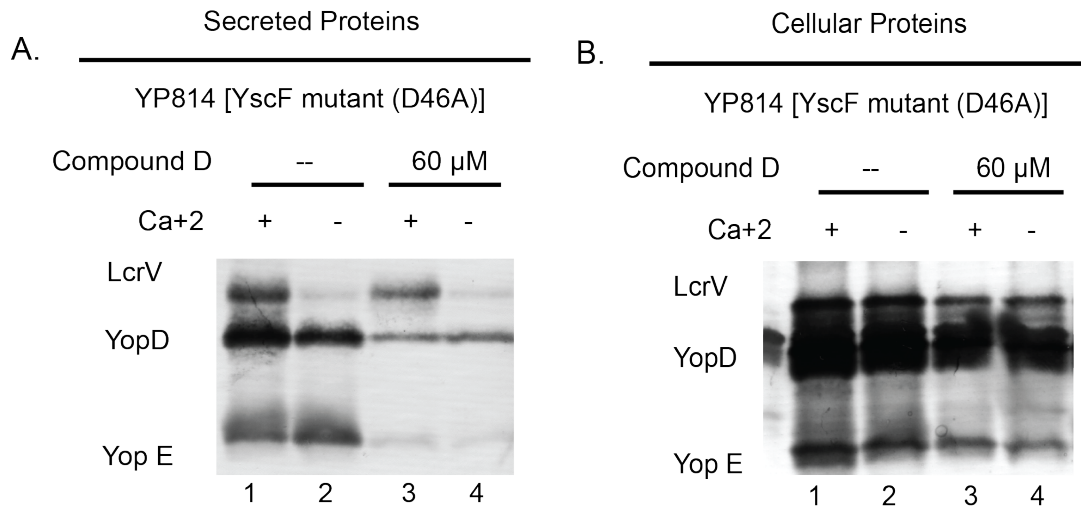 A.
Secreted Proteins
YP814 [YscF mutant (D46A)]
Compound D -- 60 µM
Ca+2 + - + -
LcrV
YopD
Yop E
1 2 3 4
B.
Cellular Proteins
YP814 [YscF mutant (D46A)]
Compound D -- 60 µM
Ca+2 + - + -
LcrV
YopD
Yop E
1 2 3 4